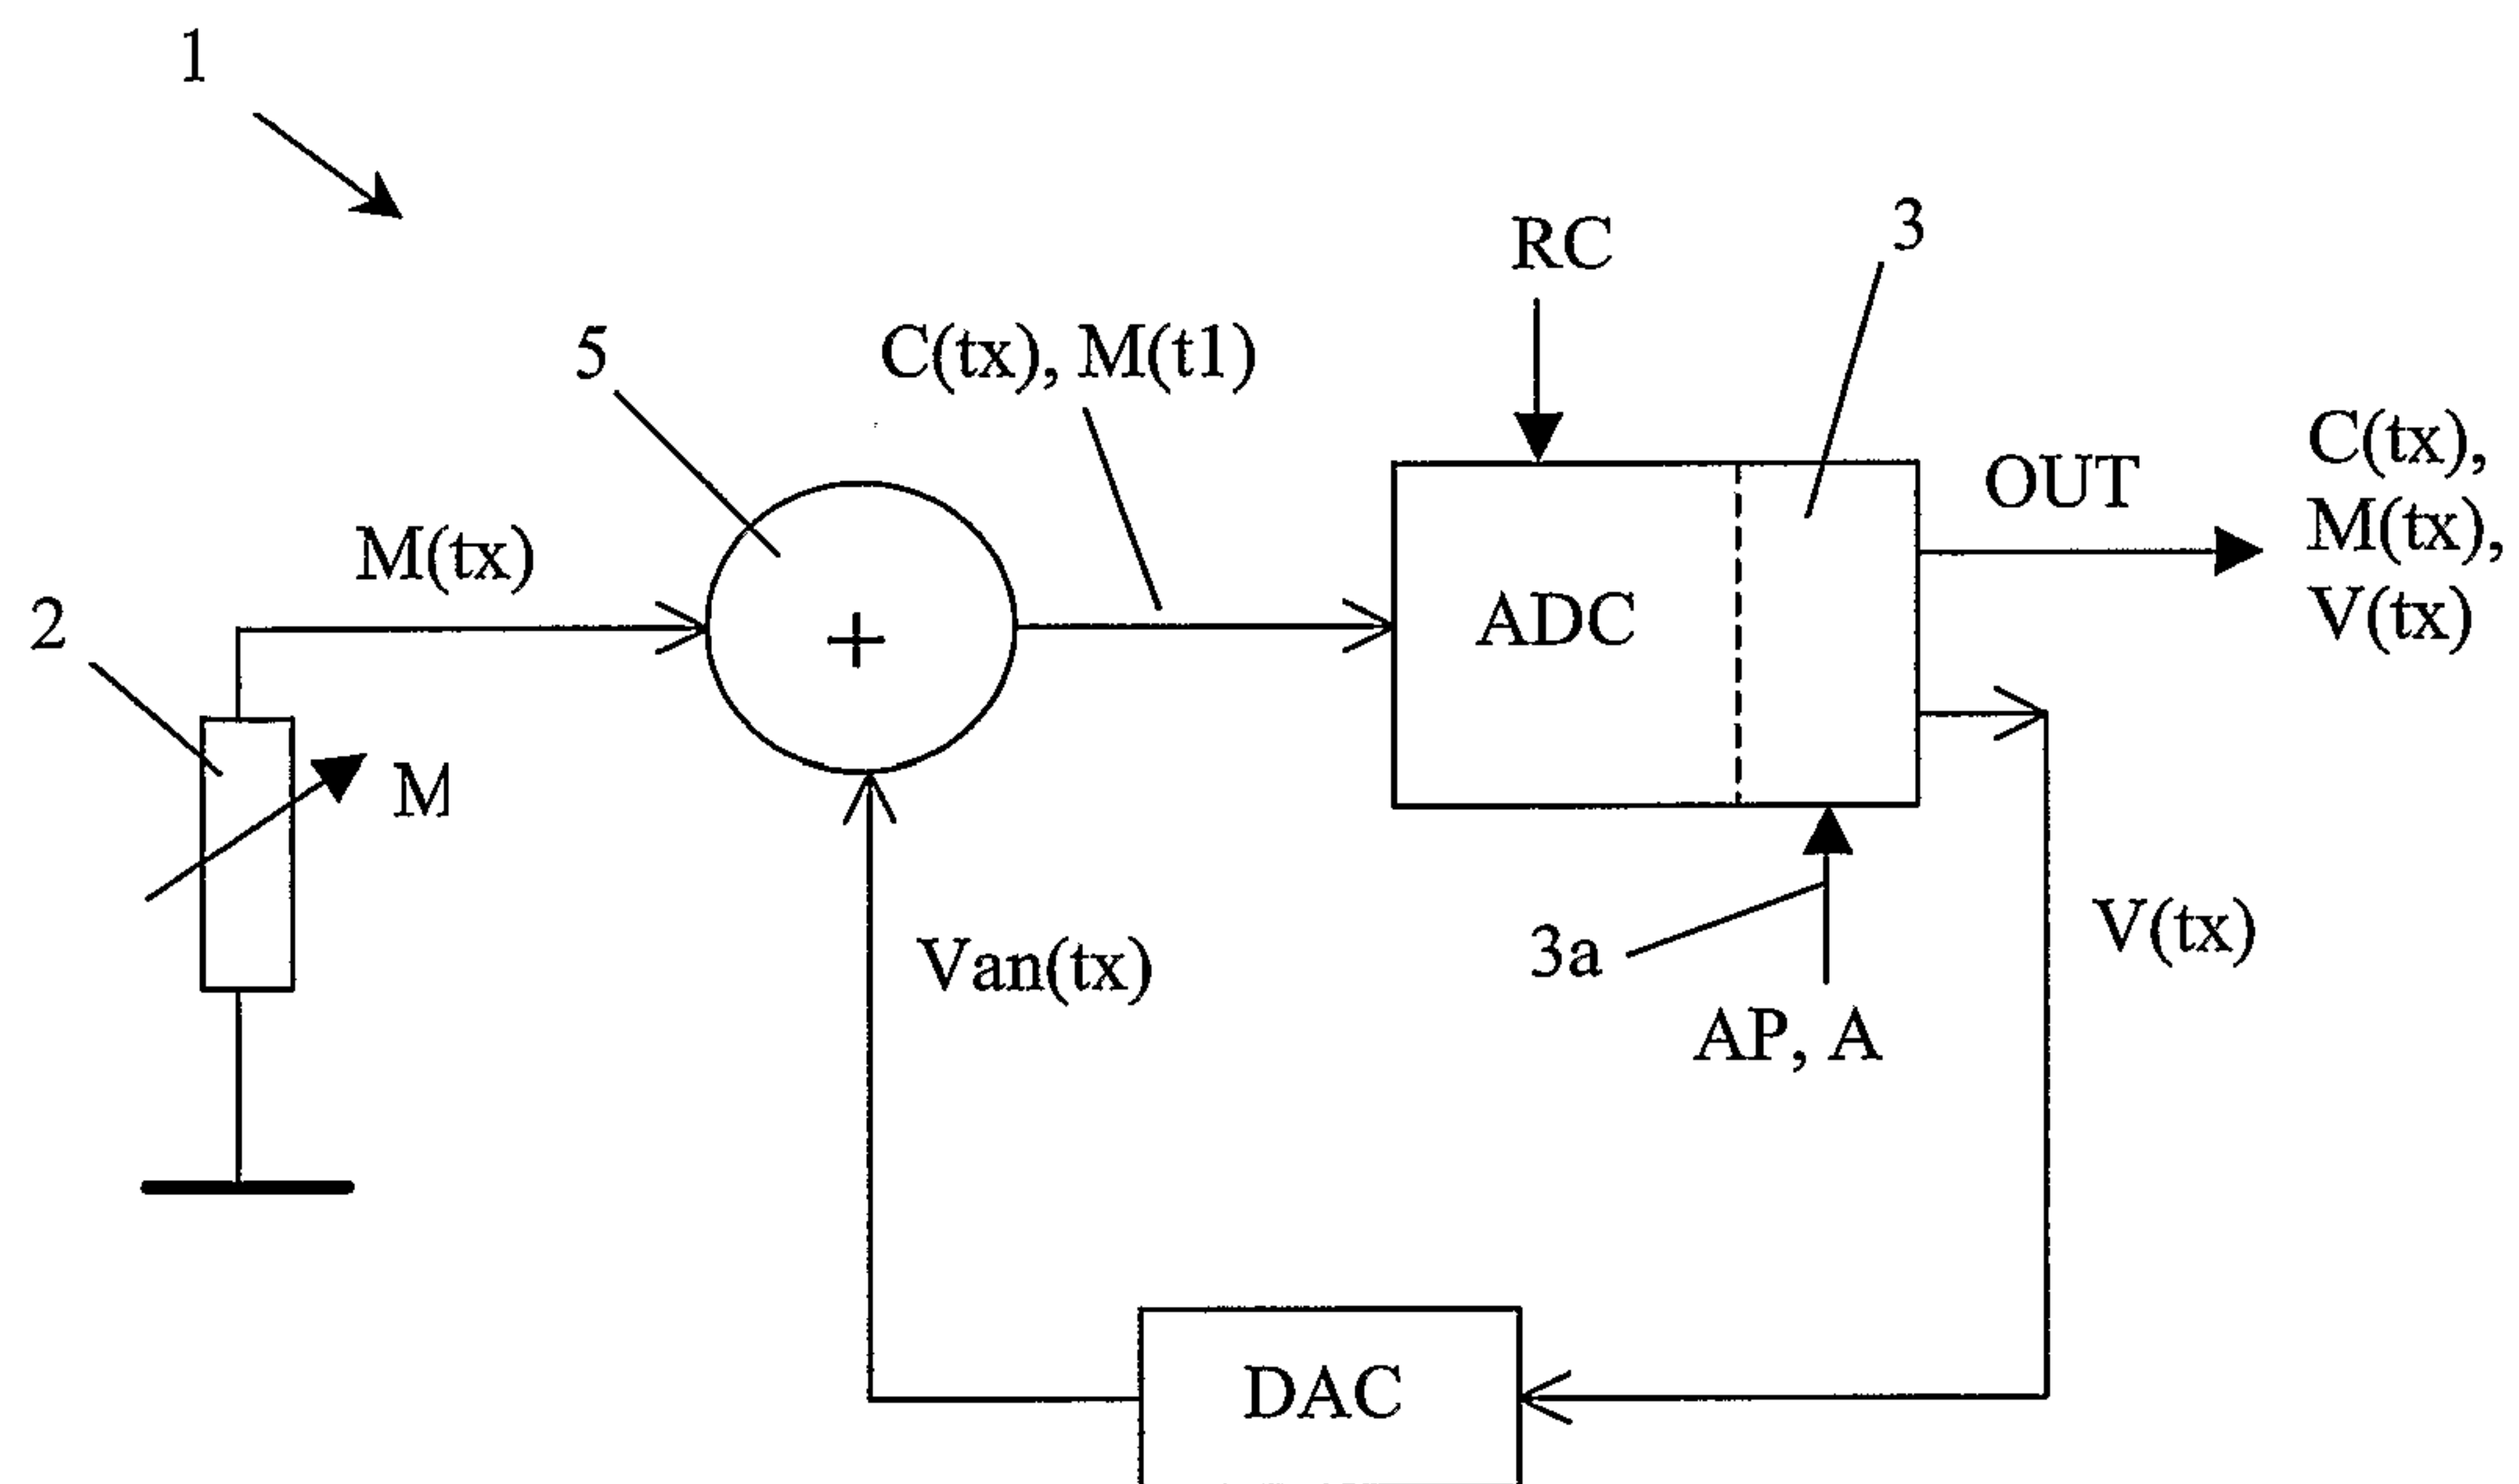 1
RC
3
5
C(tx), M(t1)
C(tx),
M(tx),
V(tx)
OUT
M(tx)
2
ADC
+
M
3a
V(tx)
Van(tx)
AP, A
DAC